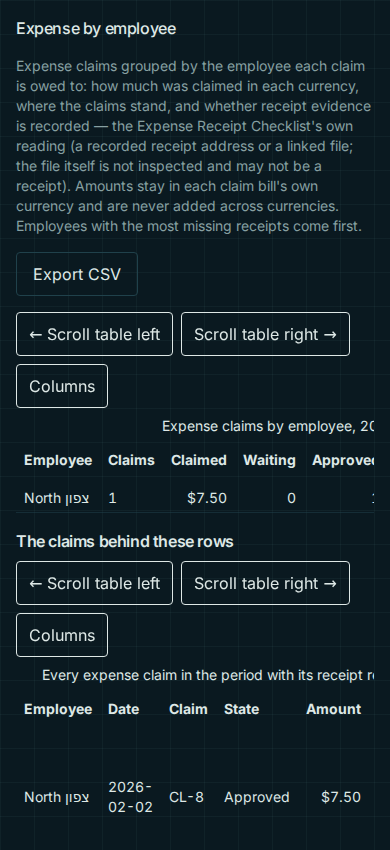 Expense by employee
Expense claims grouped by the employee each claim
is owed to: how much was claimed in each currency,
where the claims stand, and whether receipt evidence
is recorded — the Expense Receipt Checklist's own
reading (a recorded receipt address or a linked file;
the file itself is not inspected and may not be a
receipt). Amounts stay in each claim bill's own
currency and are never added across currencies.
Employees with the most missing receipts come first.
Export CSV
← Scroll table left Scroll table right →
Columns
Expense claims by employee, 20
Employee Claims Claimed Waiting Approved
North צפון 1 $7.50 0
The claims behind these rows
← Scroll table left Scroll table right →
Columns
Every expense claim in the period with its receipt
Employee Date Claim State Amount
North צפון 2026-02-02 CL-8 Approved $7.50